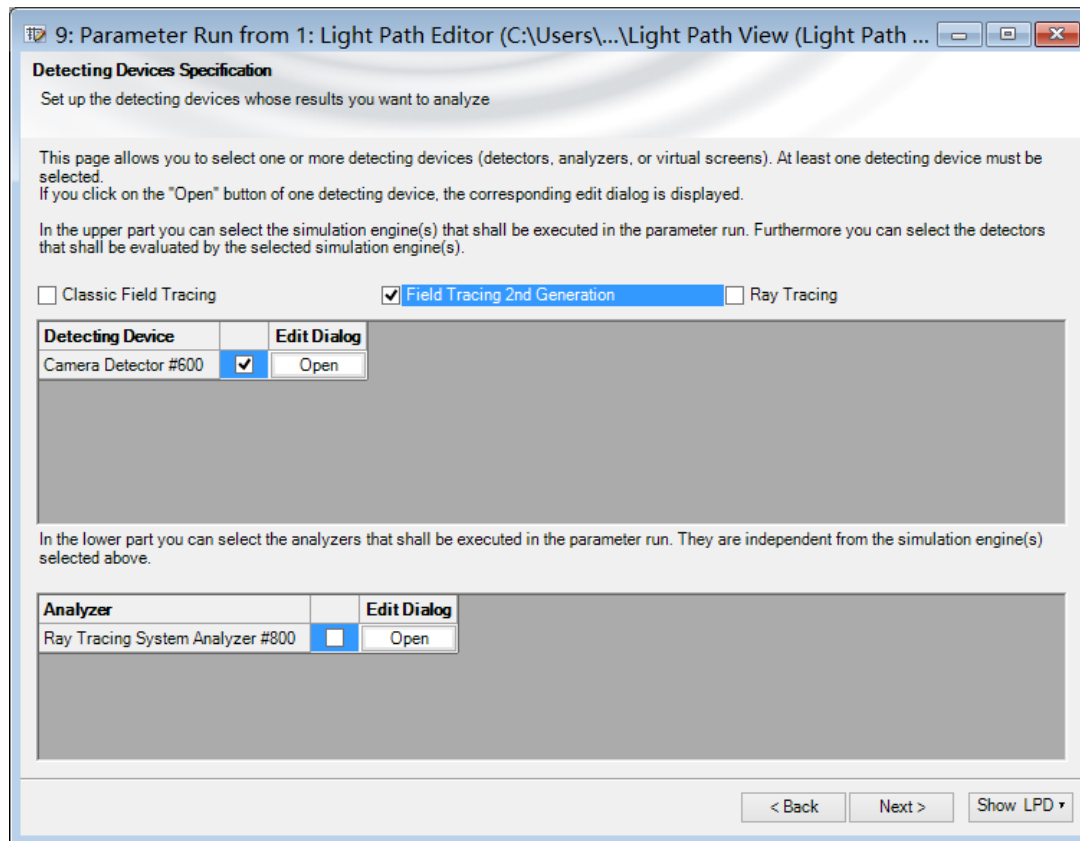 9: Parameter Run from 1: Light Path Editor (C:\Users\...\Light Path View (Light Path ...
Detecting Devices Specification
Set up the detecting devices whose results you want to analyze
This page allows you to select one or more detecting devices (detectors, analyzers, or virtual screens). At least one detecting device must be
selected.
If you click on the "Open" button of one detecting device, the corresponding edit dialog is displayed.
In the upper part you can select the simulation engine(s) that shall be executed in the parameter run. Furthermore you can select the detectors
that shall be evaluated by the selected simulation engine(s).
Classic Field Tracing Field Tracing 2nd Generation Ray Tracing
Detecting Device Edit Dialog
Camera Detector #600 Open
In the lower part you can select the analyzers that shall be executed in the parameter run. They are independent from the simulation engine(s)
selected above.
Analyzer Edit Dialog
Ray Tracing System Analyzer #800 Open
< Back Next > Show LPD